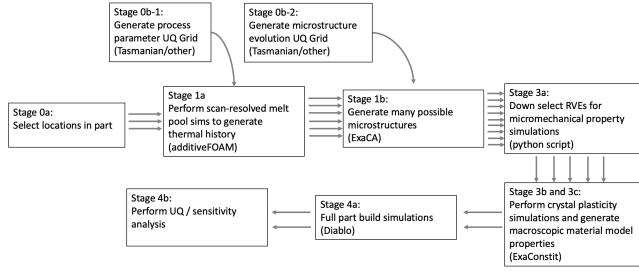 Stage 0b-1:
Generate process
parameter UQ Grid
(Tasmanian/other)
Stage 0b-2:
Generate microstructure
evolution UQ Grid
(Tasmanian/other)
Stage 0a:
Select locations in part
Stage 1a
Perform scan-resolved melt
pool sims to generate
thermal history
(additiveFOAM)
Stage 1b:
Generate many possible
microstructures
(ExaCA)
Stage 3a:
Down select RVEs for
micromechanical property
simulations
(python script)
Stage 4b:
Perform UQ / sensitivity
analysis
Stage 4a:
Full part build simulations
(Diablo)
Stage 3b and 3c:
Perform crystal plasticity
simulations and generate
macroscopic material model
properties
(ExaConstit)